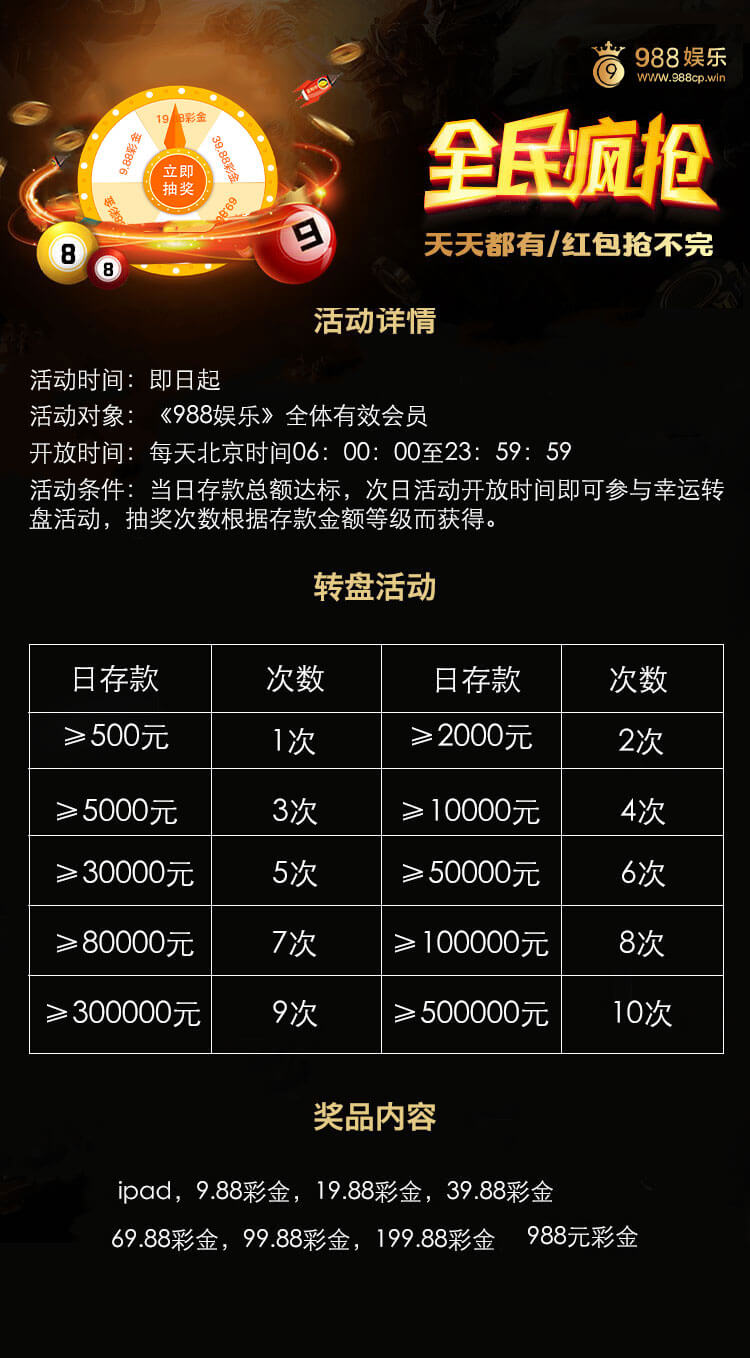 988娱乐
www.988cp.win
全民疯抢
天天都有/红包抢不完
19.88彩金
9.88彩金
39.88彩金
立即
抽奖
8
8
9
活动详情
活动时间：即日起
活动对象：《988娱乐》全体有效会员
开放时间：每天北京时间06：00：00至23：59：59
活动条件：当日存款总额达标，次日活动开放时间即可参与幸运转
盘活动，抽奖次数根据存款金额等级而获得。
转盘活动
日存款 次数 日存款 次数
≥500元 1次 ≥2000元 2次
≥5000元 3次 ≥10000元 4次
≥30000元 5次 ≥50000元 6次
≥80000元 7次 ≥100000元 8次
≥300000元 9次 ≥500000元 10次
奖品内容
ipad，9.88彩金，19.88彩金，39.88彩金
69.88彩金，99.88彩金，199.88彩金 988元彩金